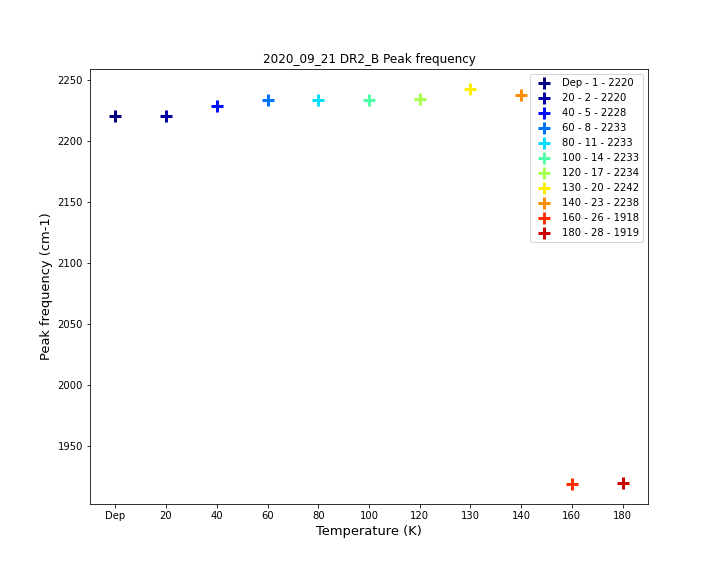 2020_09_21 DR2_B Peak frequency
Peak frequency (cm-1)
2250
2200
2150
2100
2050
2000
1950
Dep - 1 - 2220
20 - 2 - 2220
40 - 5 - 2228
60 - 8 - 2233
80 - 11 - 2233
100 - 14 - 2233
120 - 17 - 2234
130 - 20 - 2242
140 - 23 - 2238
160 - 26 - 1918
180 - 28 - 1919
Dep 20 40 60 80 100 120 130 140 160 180
Temperature (K)